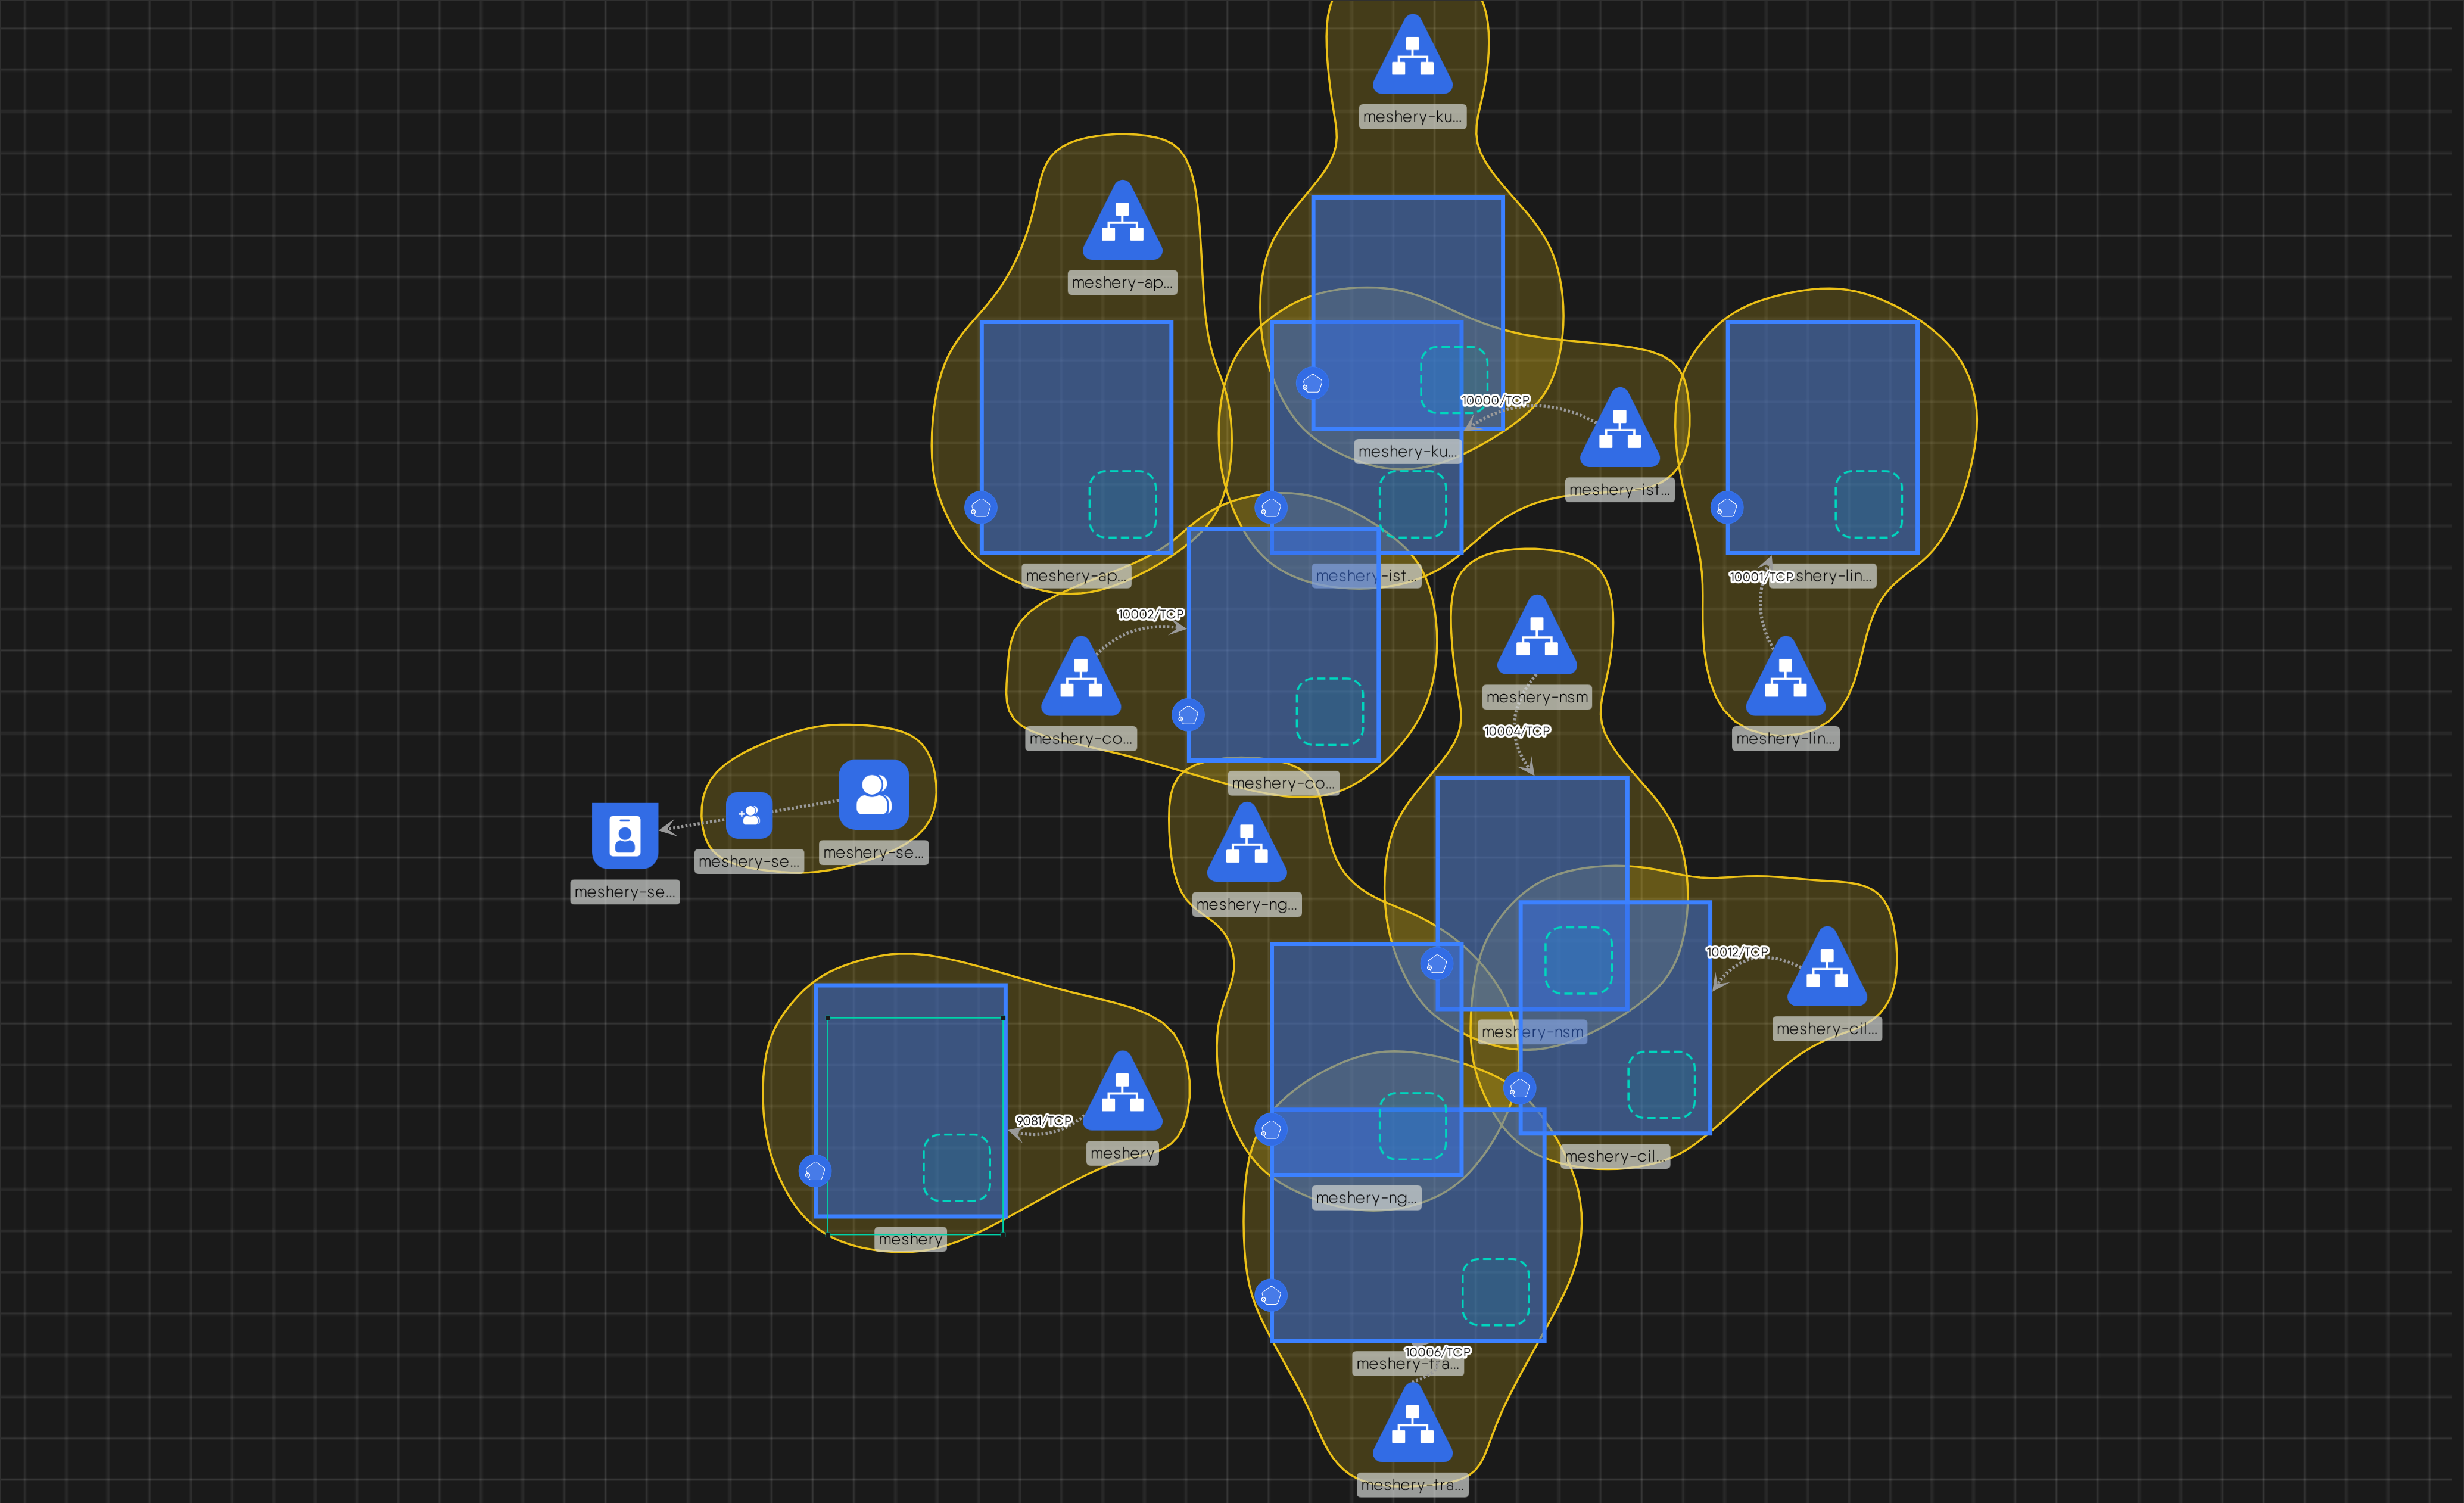 meshery-ku...
meshery-ap...
10000/TCP
meshery-ku...
meshery-ist...
meshery-ap...
meshery-ist...
10001/TCP
shery-lin...
10002/TCP
meshery-nsm
10004/TCP
meshery-co...
meshery-lin...
meshery-co...
meshery-se...
meshery-se...
meshery-se...
meshery-ng...
10012/TCP
meshery-nsm
meshery-cil...
9081/TCP
meshery
meshery-cil...
meshery-ng...
meshery
10006/TCP
meshery-tra...
meshery-tra...